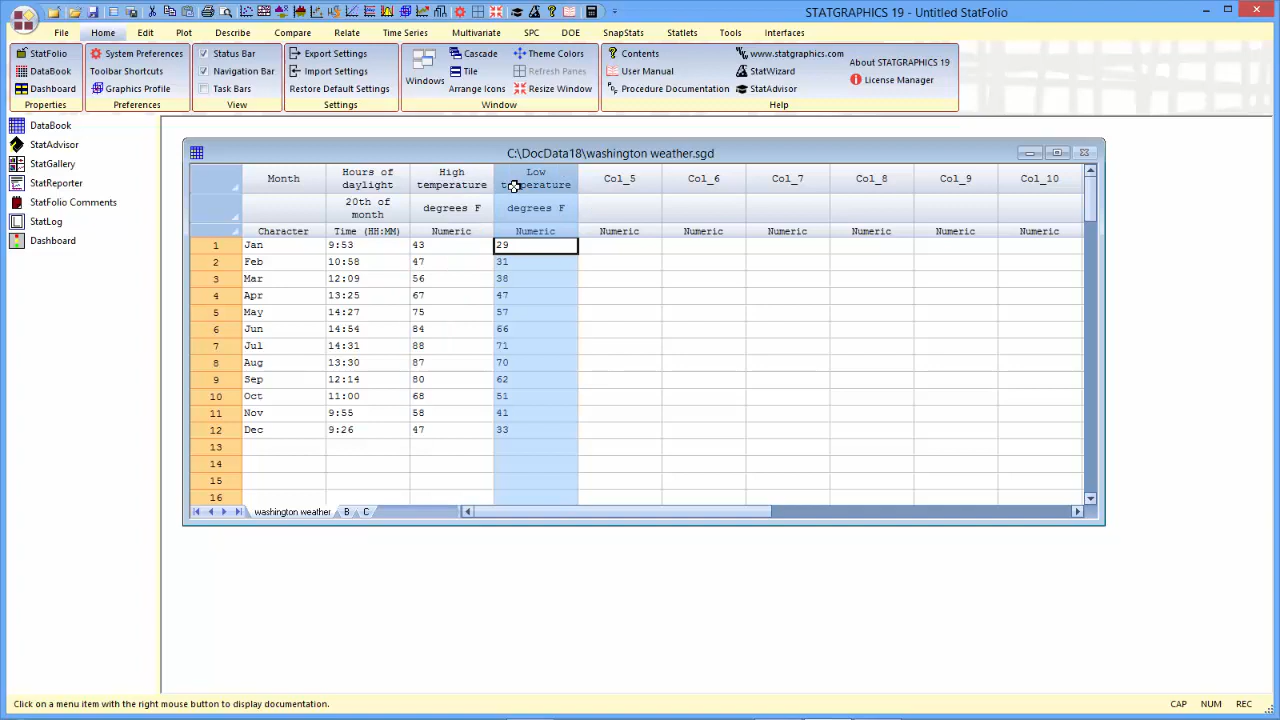 STATGRAPHICS 19 - Untitled StatFolio
File Home Edit Plot Describe Compare Relate Time Series Multivariate SPC DOE SnapStats Statlets Tools Interfaces
StatFolio System Preferences Status Bar Export Settings Cascade Theme Colors Contents www.statgraphics.com About STATGRAPHICS 19
DataBook Toolbar Shortcuts Navigation Bar Import Settings Windows Tile Refresh Panes User Manual StatWizard License Manager
Dashboard Graphics Profile Task Bars Restore Default Settings Arrange Icons Resize Window Procedure Documentation StatAdvisor
Properties Preferences View Settings Window Help
DataBook
StatAdvisor
StatGallery
StatReporter
StatFolio Comments
StatLog
Dashboard
C:\DocData18\washington weather.sgd
Month Hours of daylight High temperature Low temperature Col_5 Col_6 Col_7 Col_8 Col_9 Col_10
20th of month degrees F degrees F
Character Time (HH:MM) Numeric Numeric Numeric Numeric Numeric Numeric Numeric Numeric
1 Jan 9:53 43 29
2 Feb 10:58 47 31
3 Mar 12:09 56 38
4 Apr 13:25 67 47
5 May 14:27 75 57
6 Jun 14:54 84 66
7 Jul 14:31 88 71
8 Aug 13:30 87 70
9 Sep 12:14 80 62
10 Oct 11:00 68 51
11 Nov 9:55 58 41
12 Dec 9:26 47 33
13
14
15
16
washington weather B C
Click on a menu item with the right mouse button to display documentation. CAP NUM REC